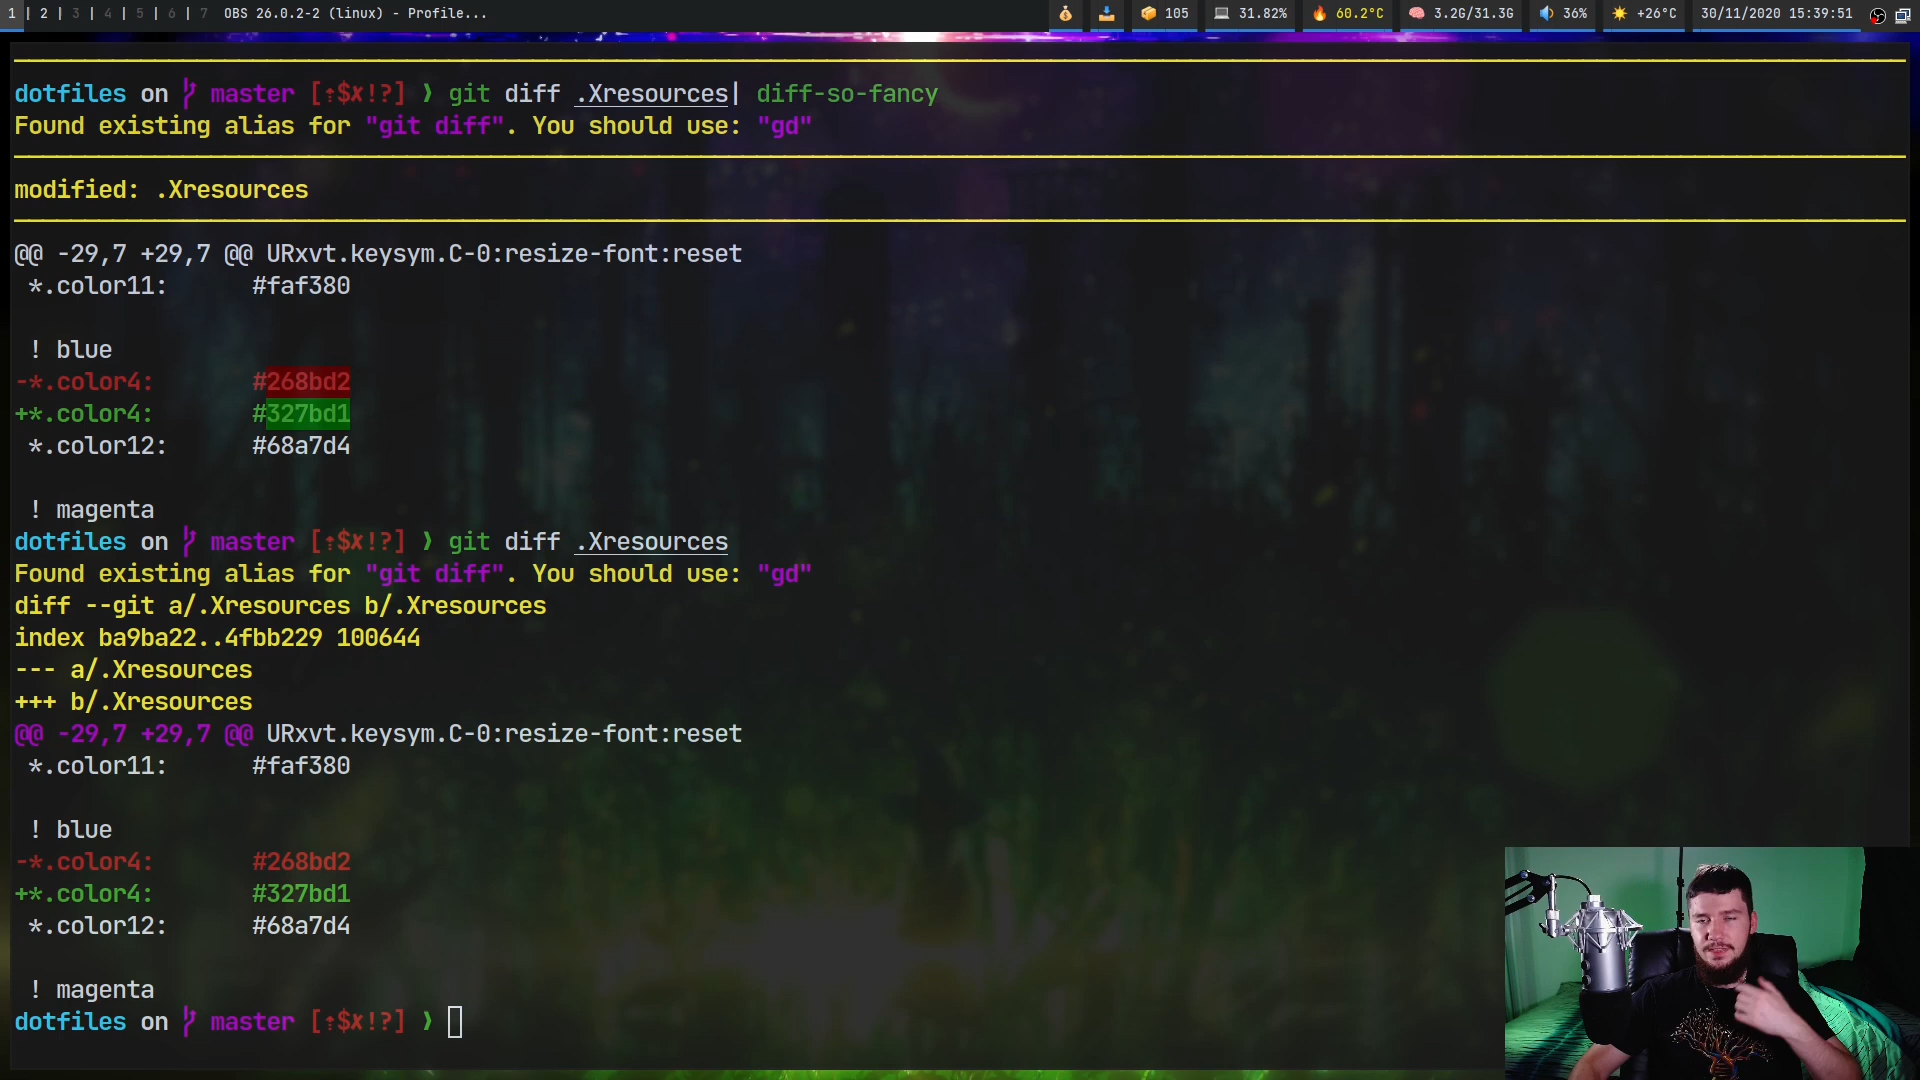 1 | 2 | 3 | 4 | 5 | 6 | 7 OBS 26.0.2-2 (linux) - Profile... 105 31.82% 60.2°C 3.2G/31.3G 36% +26°C 30/11/2020 15:39:51
dotfiles on master [⇡$✘!?] ❯ git diff .Xresources| diff-so-fancy
Found existing alias for "git diff". You should use: "gd"
modified: .Xresources
@@ -29,7 +29,7 @@ URxvt.keysym.C-0:resize-font:reset
*.color11: #faf380
! blue
-*.color4: #268bd2
+*.color4: #327bd1
*.color12: #68a7d4
! magenta
dotfiles on master [⇡$✘!?] ❯ git diff .Xresources
Found existing alias for "git diff". You should use: "gd"
diff --git a/.Xresources b/.Xresources
index ba9ba22..4fbb229 100644
--- a/.Xresources
+++ b/.Xresources
@@ -29,7 +29,7 @@ URxvt.keysym.C-0:resize-font:reset
*.color11: #faf380
! blue
-*.color4: #268bd2
+*.color4: #327bd1
*.color12: #68a7d4
! magenta
dotfiles on master [⇡$✘!?] ❯